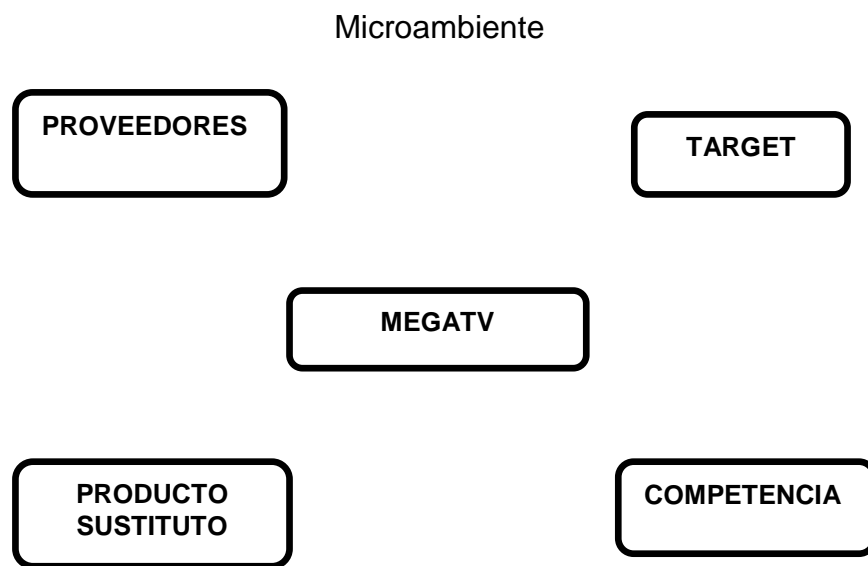 Microambiente
PROVEEDORES
TARGET
MEGATV
PRODUCTO
SUSTITUTO
COMPETENCIA